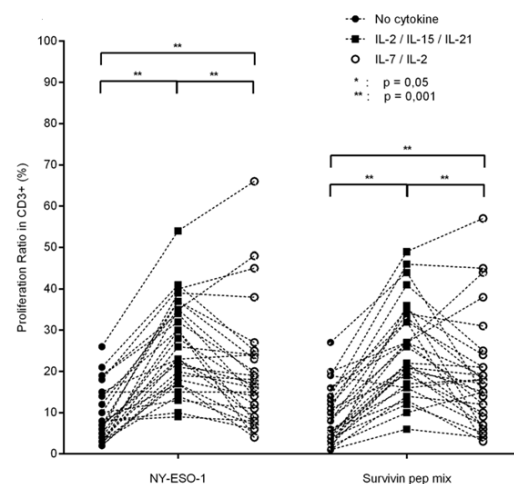 No cytokine
IL-2 / IL-15 / IL-21
IL-7 / IL-2
* : p = 0,05
** : p = 0,001
Proliferation Ratio in CD3+ (%)
100
90
80
70
60
50
40
30
20
10
0
**
** **
**
** **
NY-ESO-1 Survivin pep mix